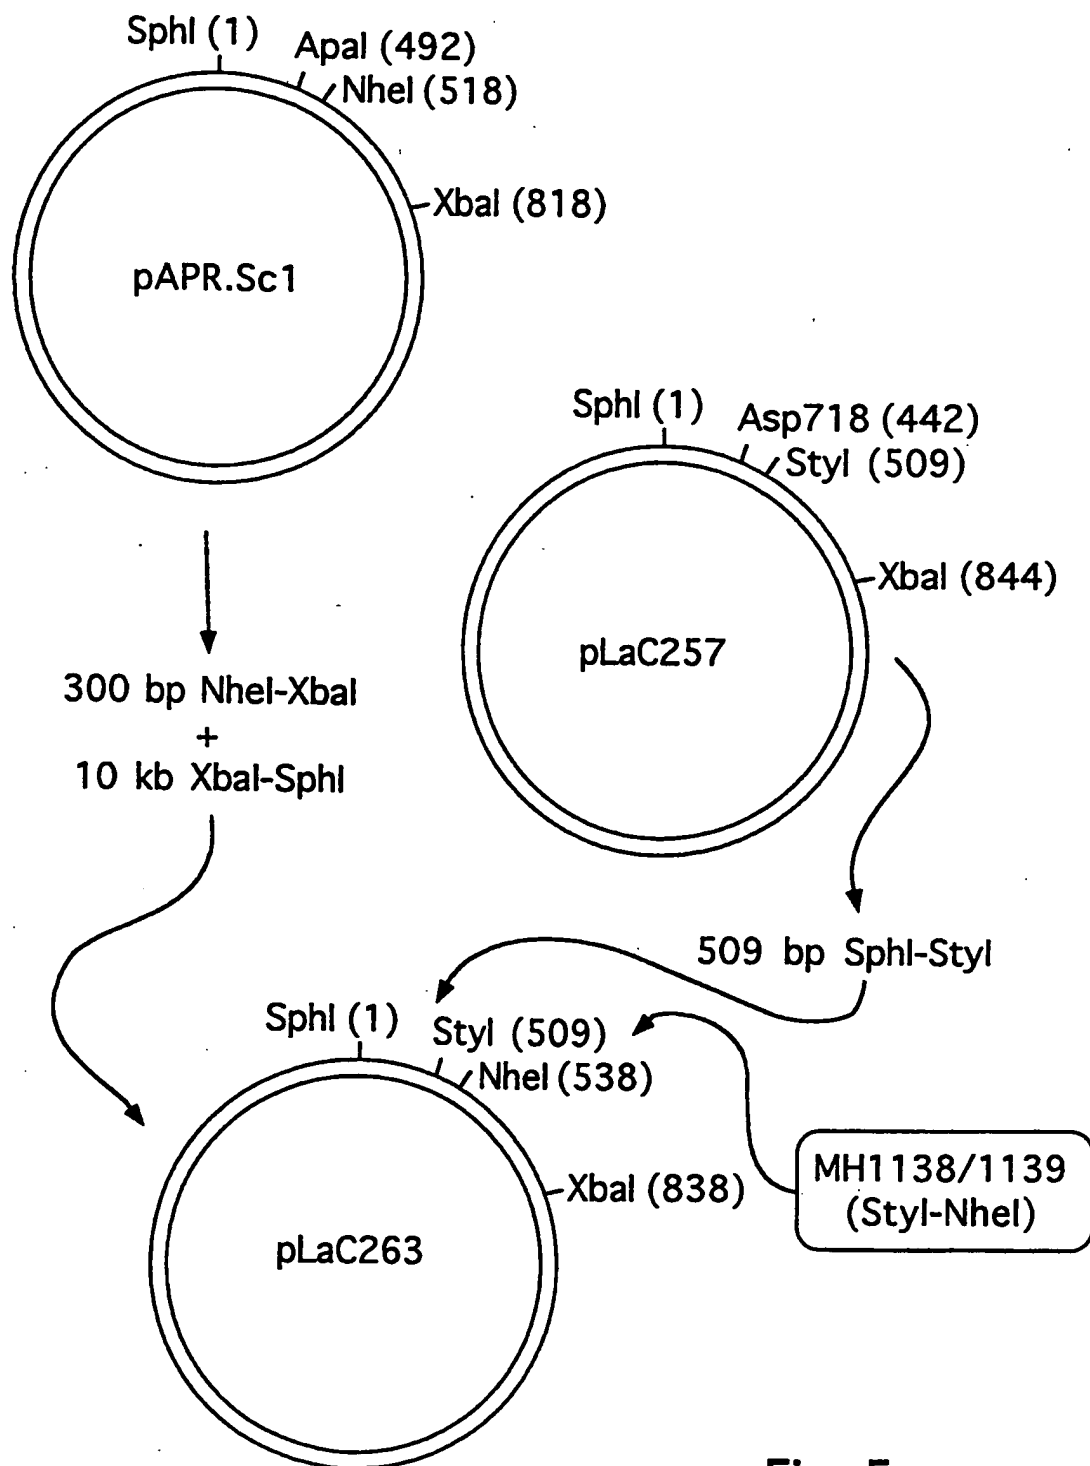 SphI (1)
ApaI (492)
NheI (518)
XbaI (818)
pAPR.Sc1
SphI (1)
Asp718 (442)
StyI (509)
XbaI (844)
pLaC257
300 bp NheI-XbaI
+
10 kb XbaI-SphI
509 bp SphI-StyI
SphI (1)
StyI (509)
NheI (538)
XbaI (838)
pLaC263
MH1138/1139
(StyI-NheI)